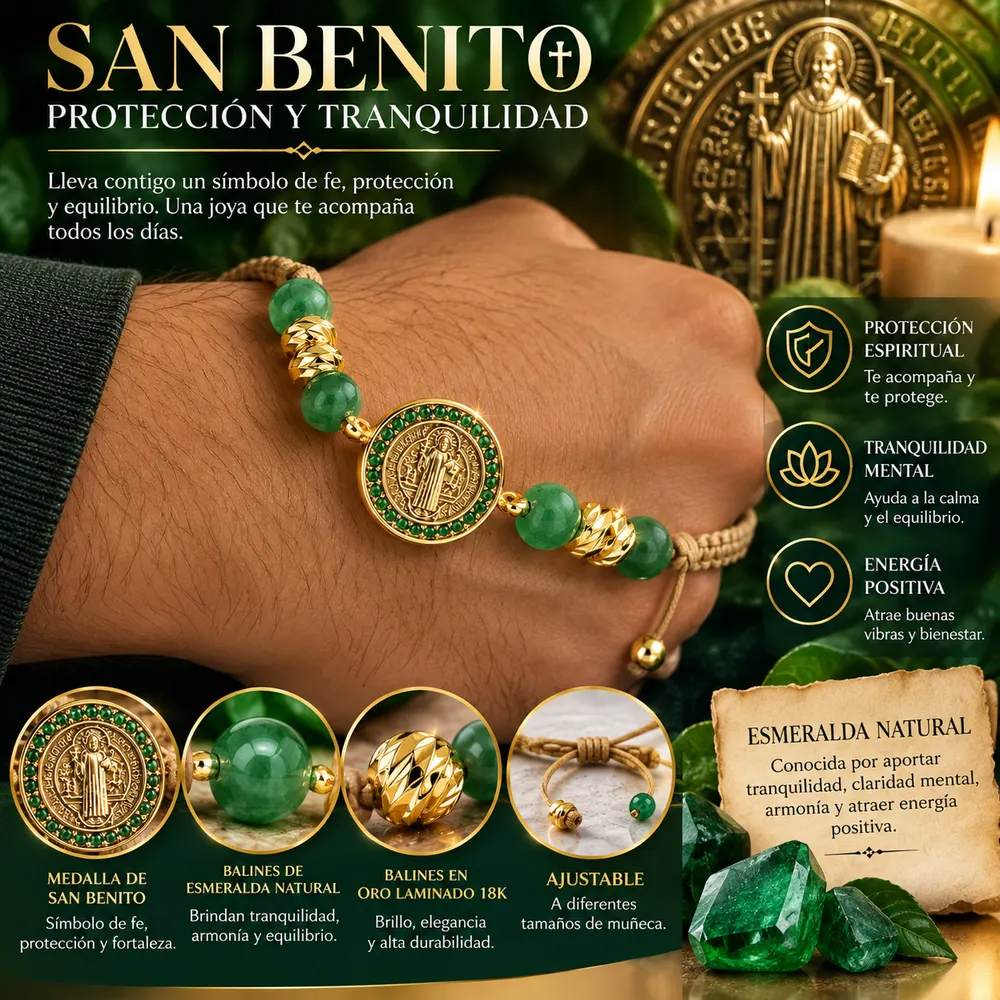 SAN BENITO
PROTECCIÓN Y TRANQUILIDAD
Lleva contigo un símbolo de fe, protección
y equilibrio. Una joya que te acompaña
todos los días.
PROTECCIÓN
ESPIRITUAL
Te acompaña y
te protege.
TRANQUILIDAD
MENTAL
Ayuda a la calma
y el equilibrio.
ENERGÍA
POSITIVA
Atrae buenas
vibras y bienestar.
ESMERALDA NATURAL
Conocida por aportar
tranquilidad, claridad mental,
armonía y atraer energía
positiva.
MEDALLA DE
SAN BENITO
Símbolo de fe,
protección y fortaleza.
BALINES DE
ESMERALDA NATURAL
Brindan tranquilidad,
armonía y equilibrio.
BALINES EN
ORO LAMINADO 18K
Brillo, elegancia
y alta durabilidad.
AJUSTABLE
A diferentes
tamaños de muñeca.